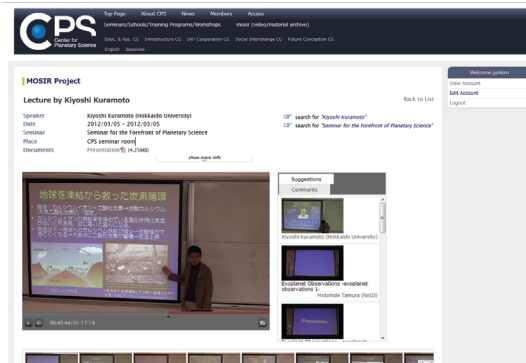 Top Page About CPS News Members Access
Seminars/Schools/Training Programs/Workshops mosir (video/material archive)
CPS
Center for
Planetary Science
Educ. & Res. CG Infrastructure CG Int'l Cooperation CG Social Interchange CG Future Conception CG
English Japanese
Welcome
View Account
Edit Account
Logout
MOSIR Project
Lecture by Kiyoshi Kuramoto
Back to List
Speaker Kiyoshi Kuramoto (Hokkaido University)
Date 2012/03/05 - 2012/03/05
Seminar Seminar for the Forefront of Planetary Science
Place CPS seminar room
Documents Presentation (4.25MB)
search for "Kiyoshi Kuramoto"
search for "Seminar for the Forefront of Planetary Science"
show more info
地球を凍結から救った炭素循環
00:45:44/01:17:19
Suggestions
Comments
Kiyoshi Kuramoto (Hokkaido University)
Exoplanet Observations -exoplanet
observations 1-
Motohide Tamura (NAOJ)
Panasonic